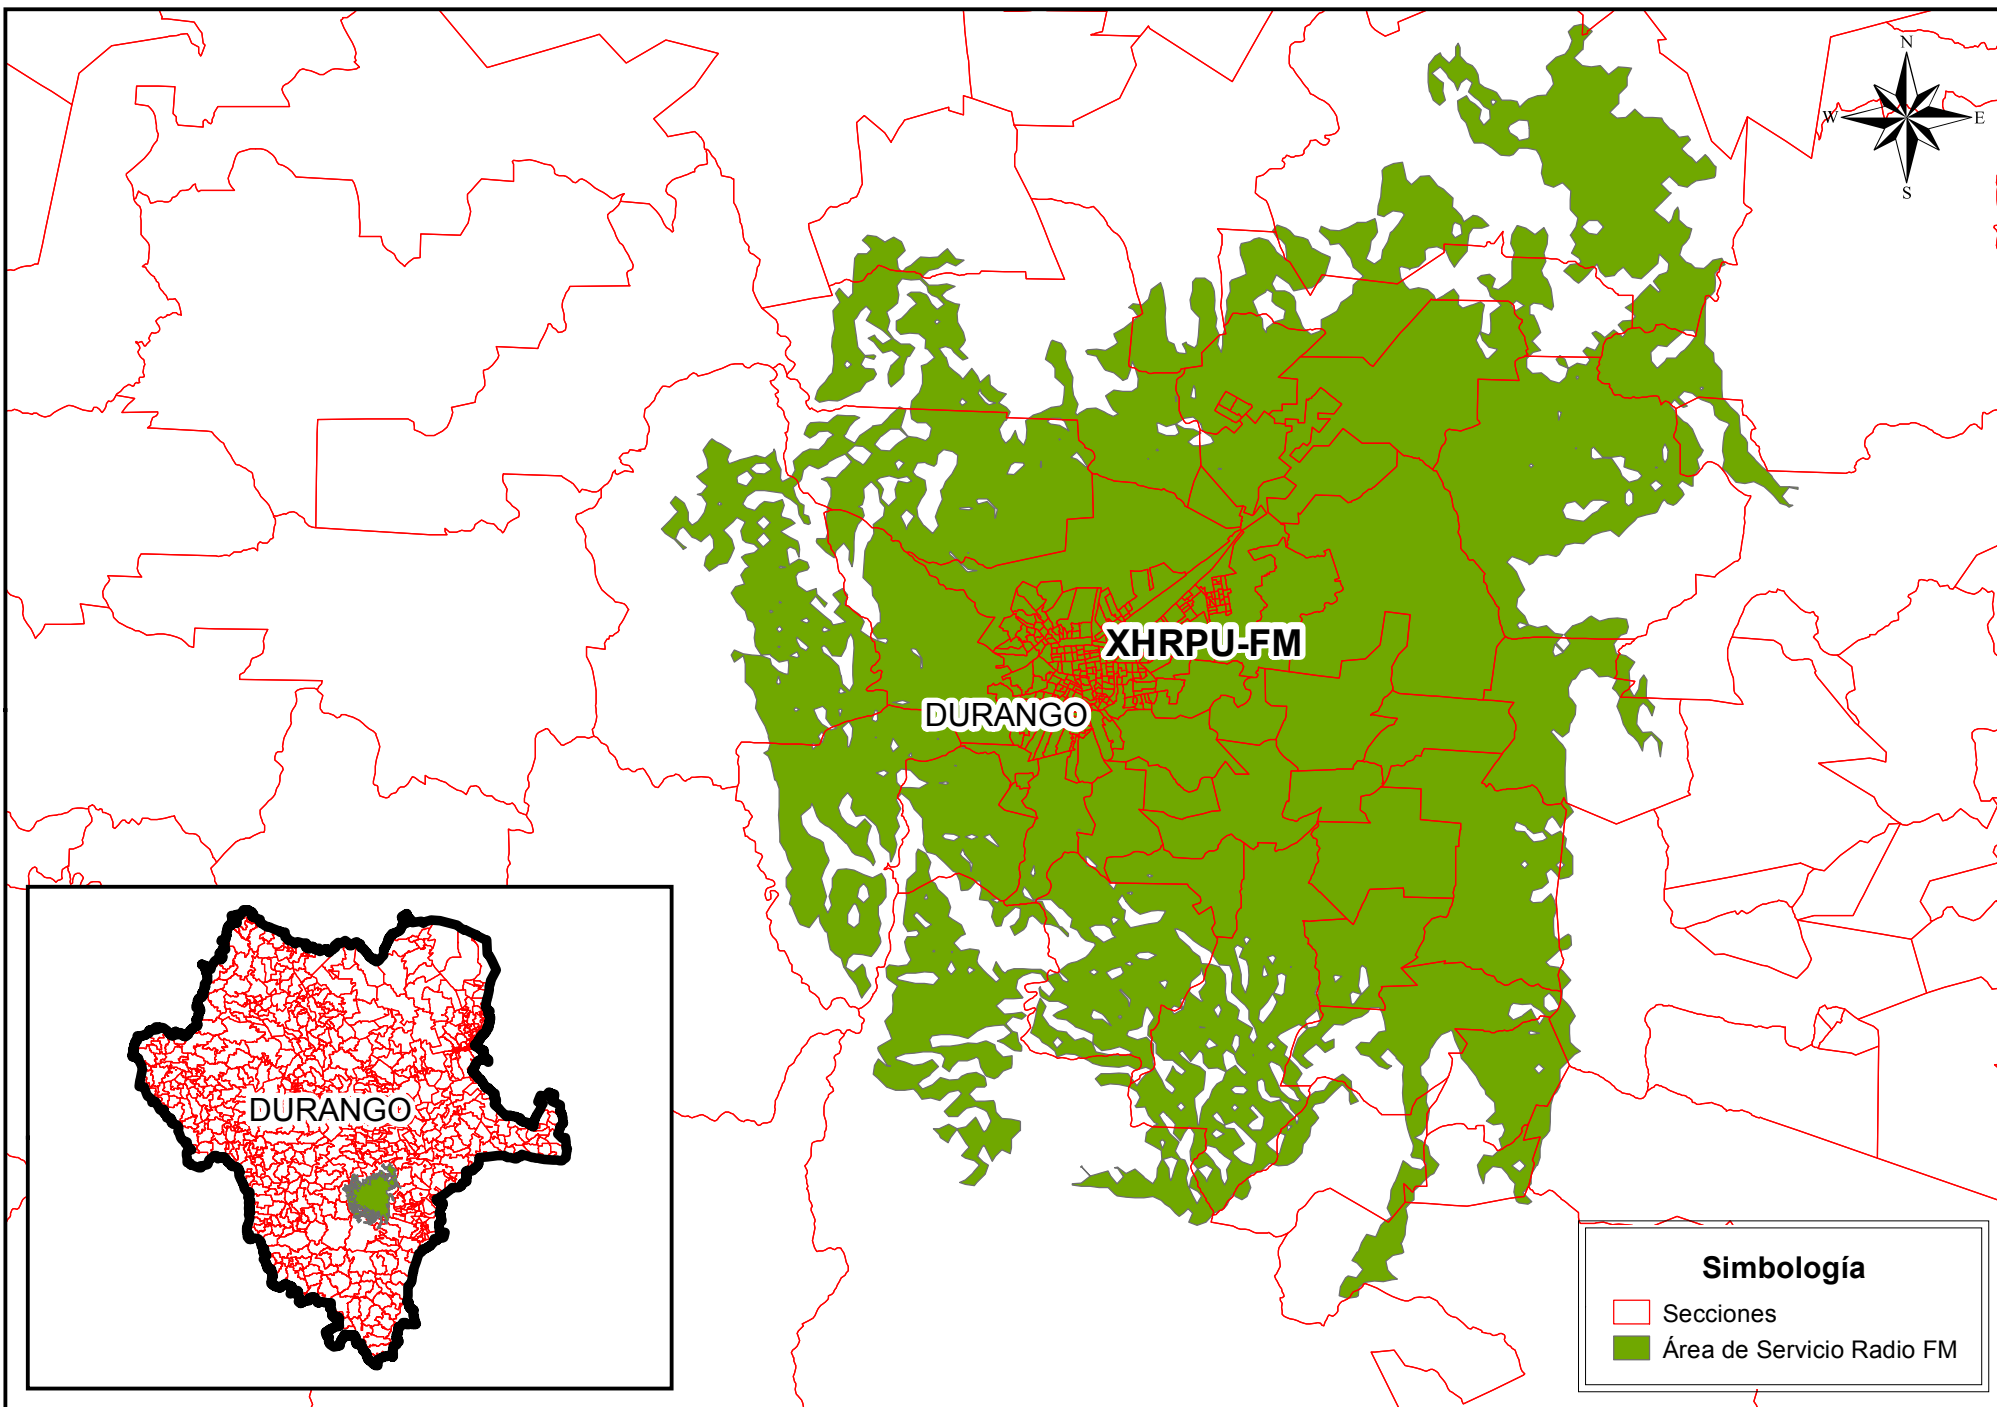 N
W
E
S
XHRPU-FM
DURANGO
DURANGO
Simbología
Secciones
Área de Servicio Radio FM